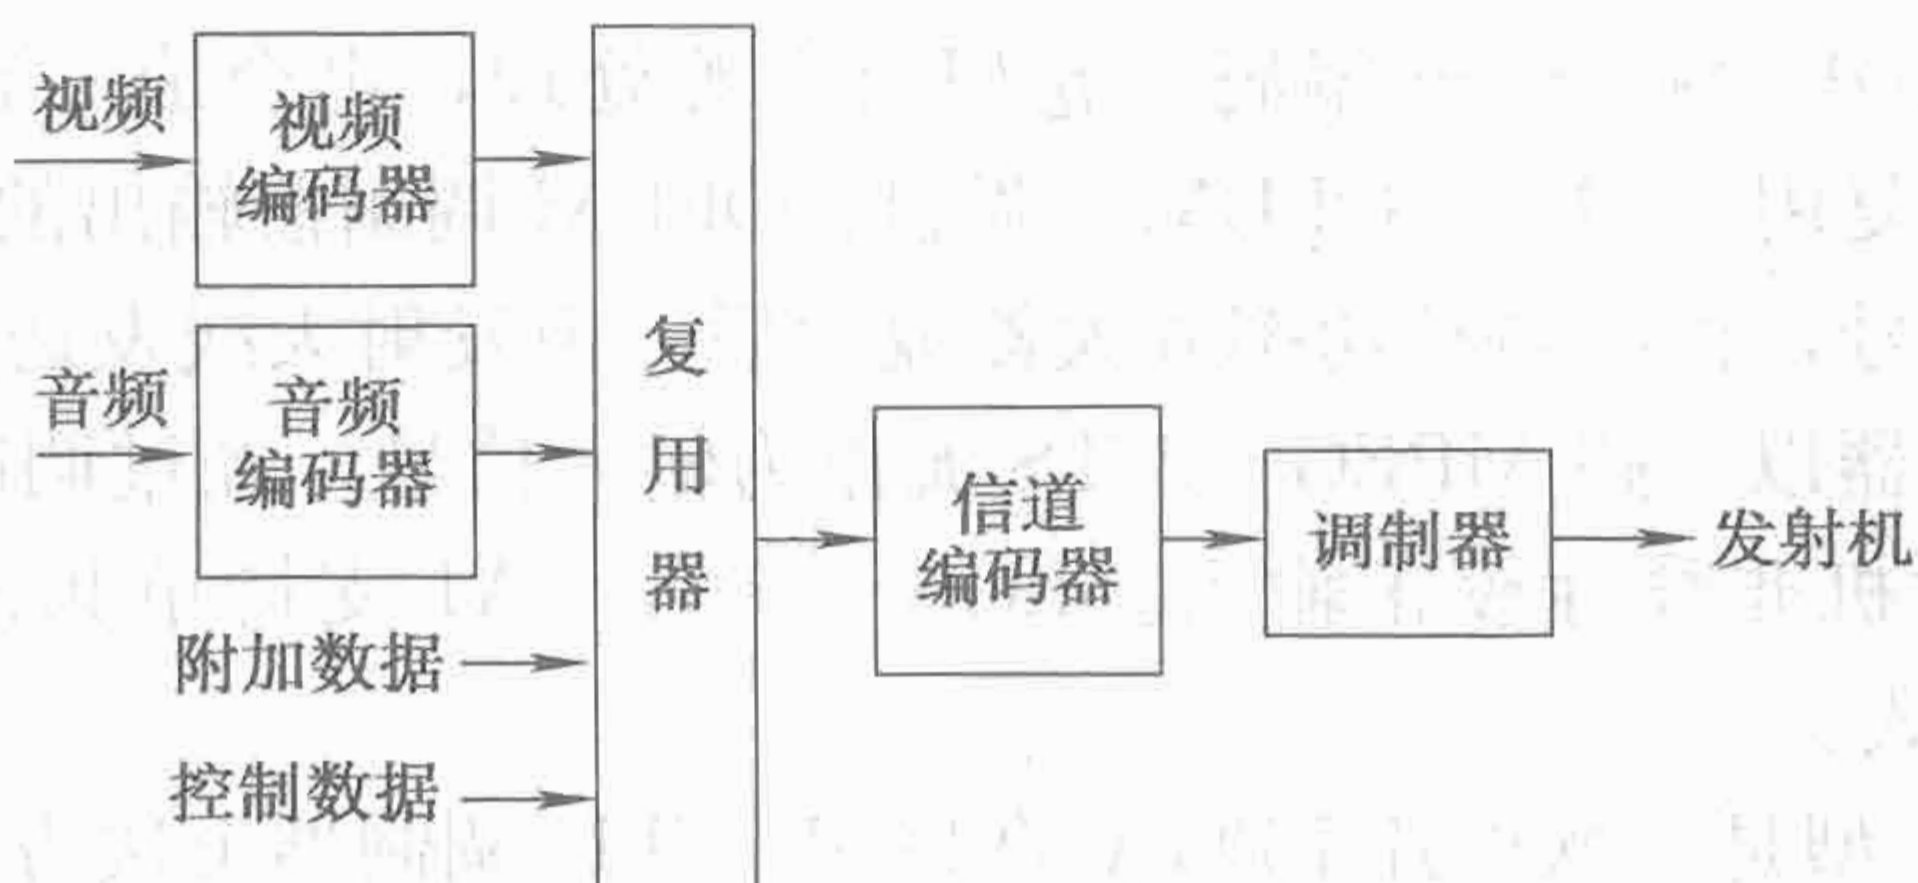 视频
视频
编码器
音频
音频
编码器
附加数据
控制数据
复
用
器
信道
编码器
调制器
发射机